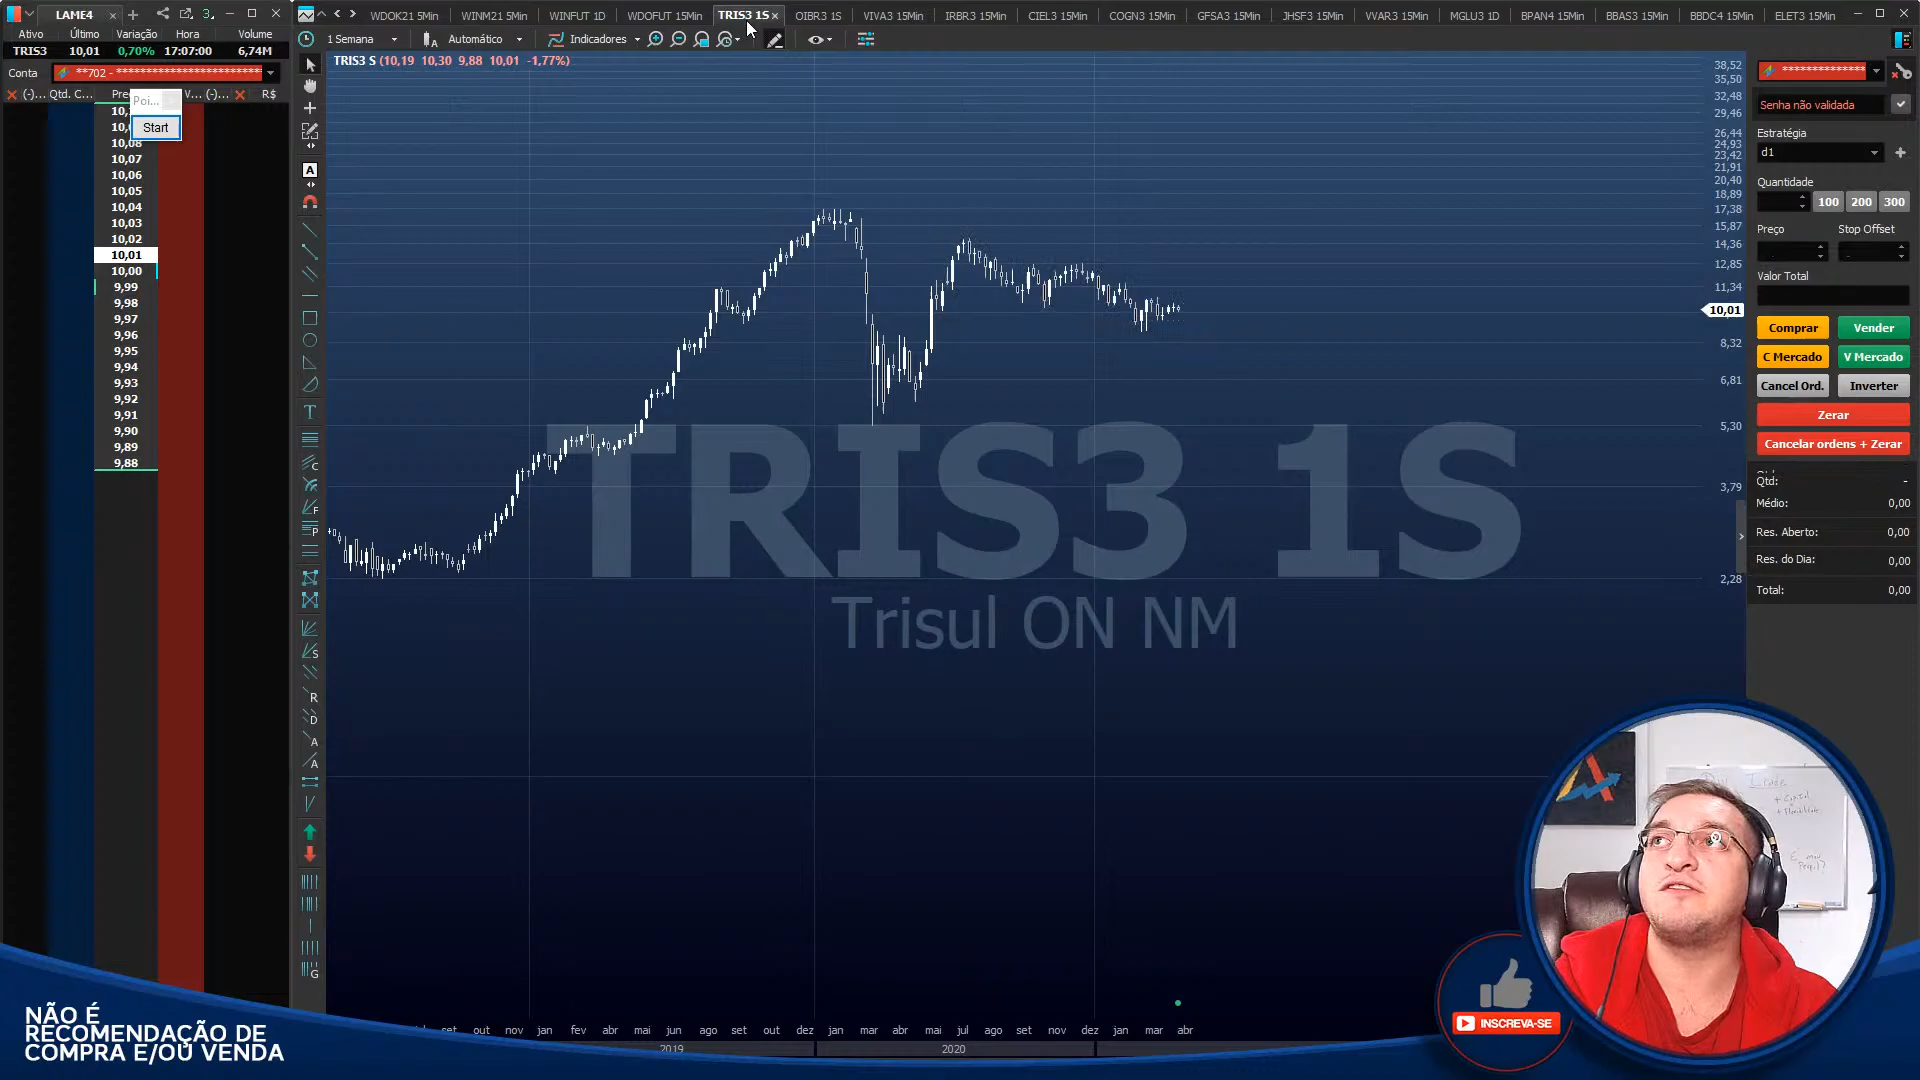 LAME4
3
WDOK21 5Min
WINM21 5Min
WINFUT 1D
WDOFUT 15Min
TRIS3 1S
OIBR3 1S
VIVA3 15Min
IRBR3 15Min
CIEL3 15Min
COGN3 15Min
GFSA3 15Min
JHSF3 15Min
VVAR3 15Min
MGLU3 1D
BPAN4 15Min
BBAS3 15Min
BBDC4 15Min
ELET3 15Min
Ativo Último Variação Hora Volume
TRIS3 10,01 0,70% 17:07:00 6,74M
1 Semana Automático Indicadores
Conta **702 - **************************
TRIS3 S (10,19 10,30 9,88 10,01 -1,77%)
(-)... Qtd. C... V... (-)... R$
Poi...
Start
10,08
10,07
10,06
10,05
10,04
10,03
10,02
10,01
10,00
9,99
9,98
9,97
9,96
9,95
9,94
9,93
9,92
9,91
9,90
9,89
9,88
TRIS3 1S
Trisul ON NM
38,52
35,50
32,48
29,46
26,44
24,93
23,42
21,91
20,40
18,89
17,38
15,87
14,36
12,85
11,34
10,01
8,32
6,81
5,30
3,79
2,28
set out nov jan fev abr mai jun ago set out dez jan mar abr mai jul ago set nov dez jan mar abr
2019 2020
***************
Senha não validada
Estratégia
d1
Quantidade
100 200 300
Preço Stop Offset
Valor Total
Comprar Vender
C Mercado V Mercado
Cancel Ord. Inverter
Zerar
Cancelar ordens + Zerar
Qtd: -
Médio: 0,00
Res. Aberto: 0,00
Res. do Dia: 0,00
Total: 0,00
NÃO É
RECOMENDAÇÃO DE
COMPRA E/OU VENDA
INSCREVA-SE